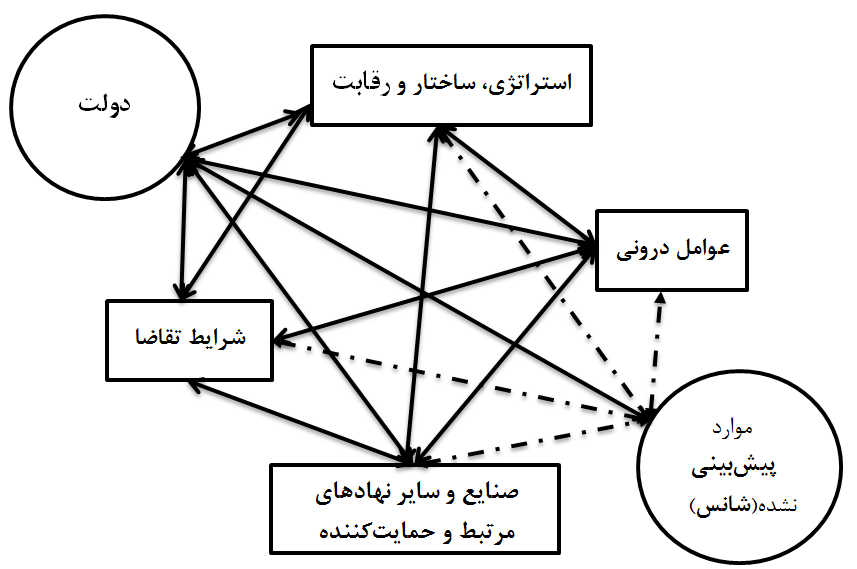 دولت
استراتژی، ساختار و رقابت
عوامل درونی
شرایط تقاضا
موارد
پیش‌بینی
نشده(شانس)
صنایع و سایر نهادهای
مرتبط و حمایت‌کننده